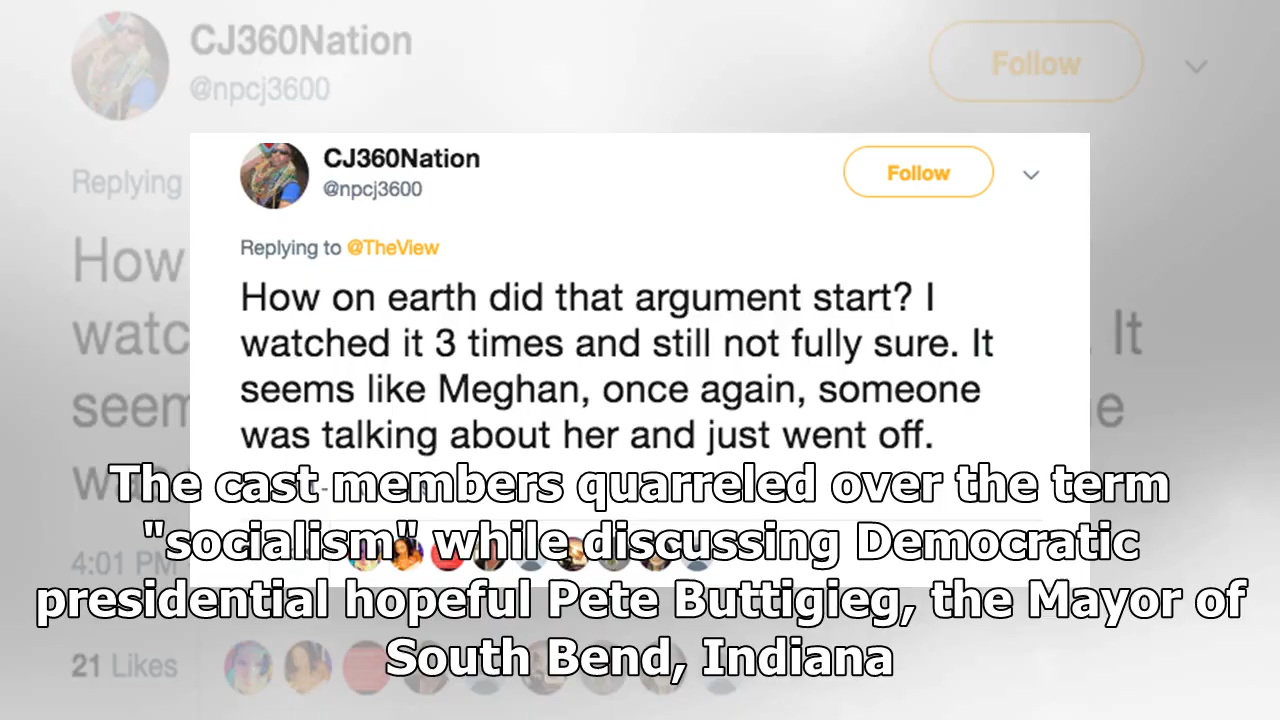 CJ360Nation
@npcj3600
Follow
Replying
How
watc
It
seem
e
wa
4:01 PM
21 Likes
CJ360Nation
@npcj3600
Follow
Replying to @TheView
How on earth did that argument start? I
watched it 3 times and still not fully sure. It
seems like Meghan, once again, someone
was talking about her and just went off.
The cast members quarreled over the term
"socialism" while discussing Democratic
presidential hopeful Pete Buttigieg, the Mayor of
South Bend, Indiana